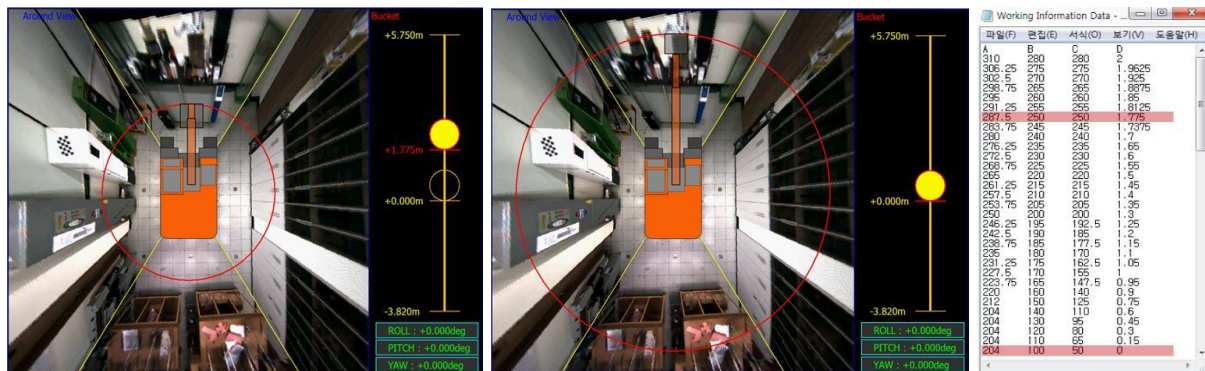 Around View
Bucket
+5.750m
+1.775m
+0.000m
-3.820m
ROLL : +0.000deg
PITCH : +0.000deg
YAW : +0.000deg
Around View
Bucket
+5.750m
+0.000m
-3.820m
ROLL : +0.000deg
PITCH : +0.000deg
YAW : +0.000deg
Working Information Data - ...
파일(F) 편집(E) 서식(O) 보기(V) 도움말(H)
A B C D
310 280 280 2
306.25 275 275 1.9625
302.5 270 270 1.925
298.75 265 265 1.8875
295 260 260 1.85
291.25 255 255 1.8125
287.5 250 250 1.775
283.75 245 245 1.7375
280 240 240 1.7
276.25 235 235 1.65
272.5 230 230 1.6
268.75 225 225 1.55
265 220 220 1.5
261.25 215 215 1.45
257.5 210 210 1.4
253.75 205 205 1.35
250 200 200 1.3
246.25 195 192.5 1.25
242.5 190 185 1.2
238.75 185 177.5 1.15
235 180 170 1.1
231.25 175 162.5 1.05
227.5 170 155 1
223.75 165 147.5 0.95
220 160 140 0.9
212 150 125 0.75
204 140 110 0.6
204 130 95 0.45
204 120 80 0.3
204 110 65 0.15
204 100 50 0